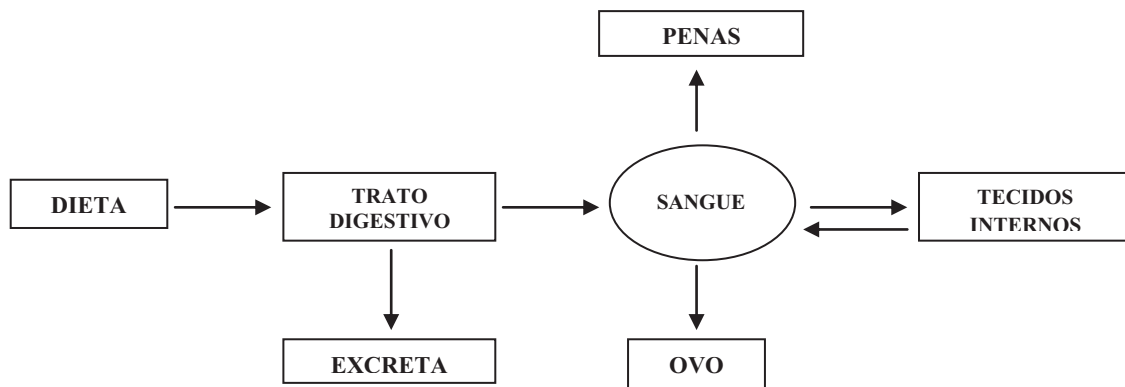 PENAS
DIETA
TRATO
DIGESTIVO
SANGUE
TECIDOS
INTERNOS
EXCRETA
OVO